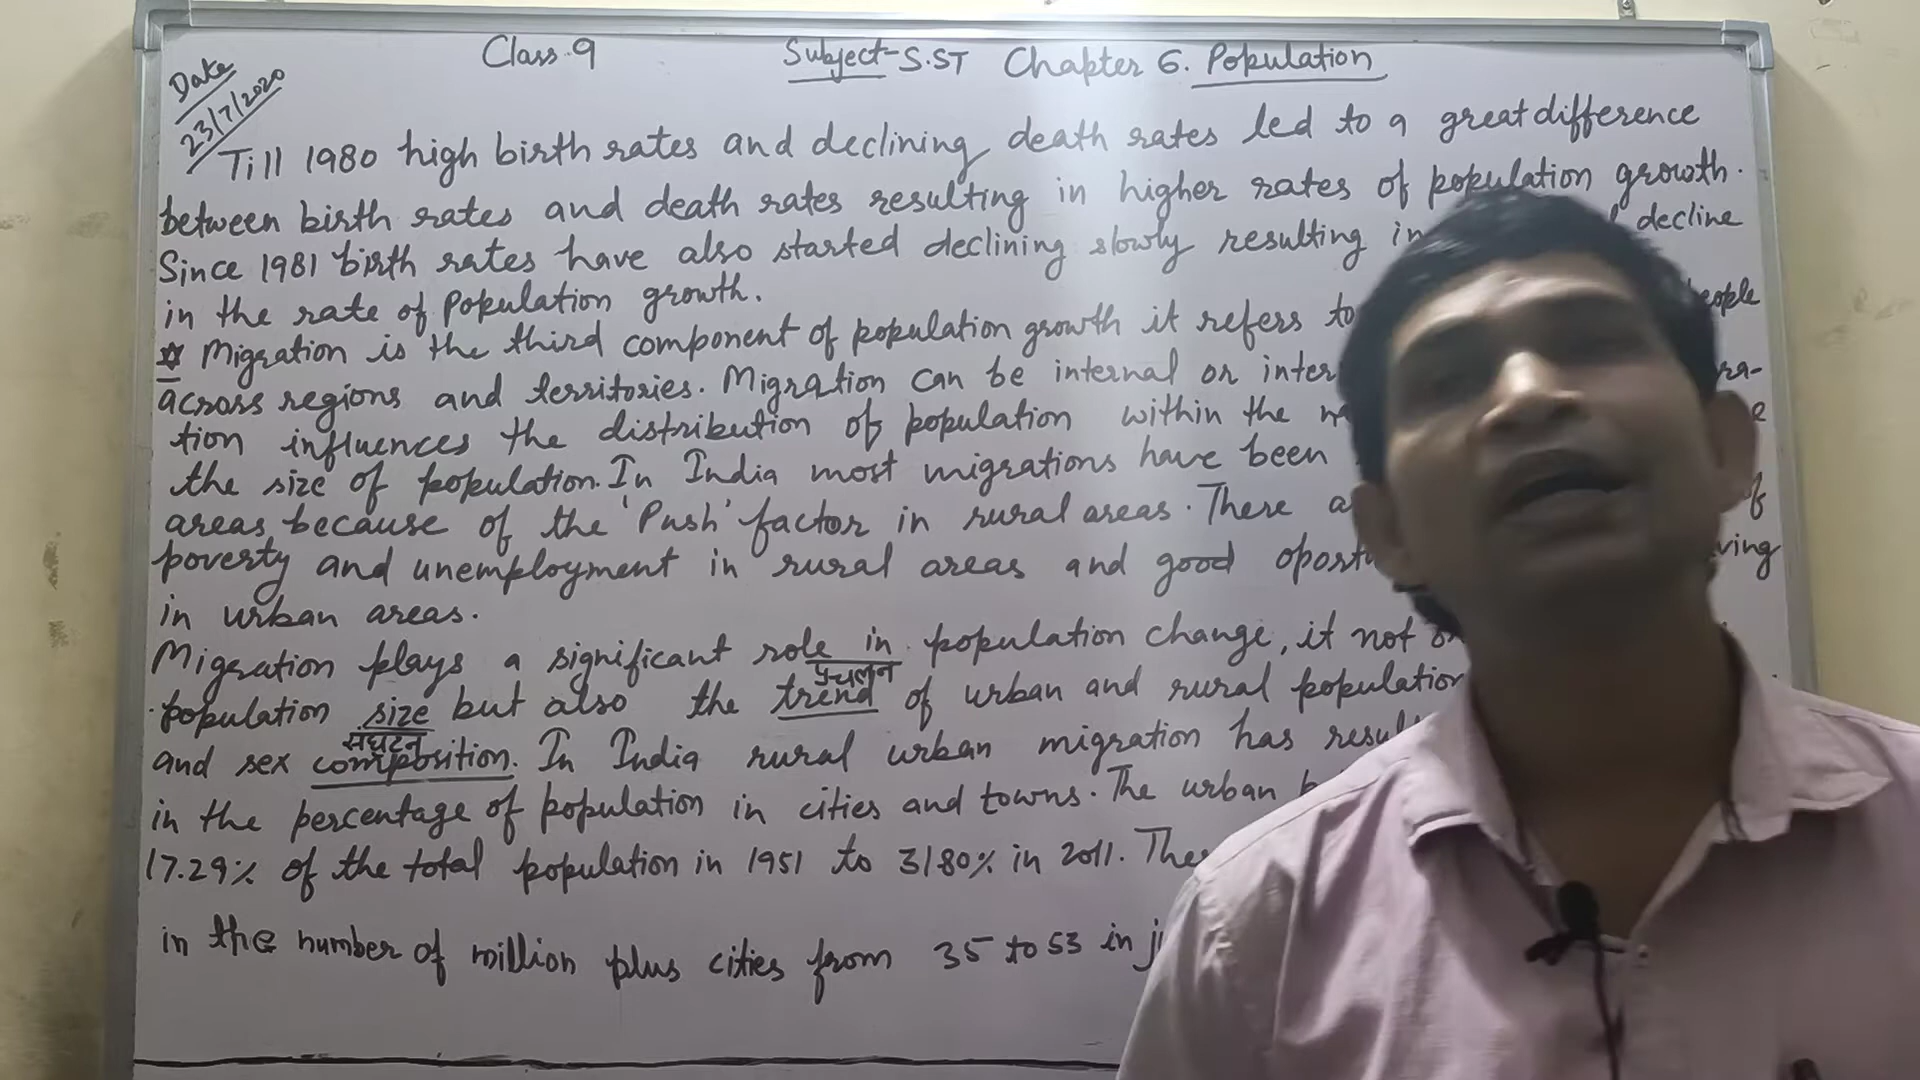 Date
23/7/2020
Class.9 Subject-S.ST Chapter 6. Population
Till 1980 high birth rates and declining death rates led to a great difference
between birth rates and death rates resulting in higher rates of population growth.
Since 1981 birth rates have also started declining slowly resulting in decline
in the rate of Population growth.
Migration is the third component of population growth it refers to people
across regions and territories. Migration can be internal or inter ra-
tion influences the distribution of population within the
the size of population. In India most migrations have been
areas because of the 'Push' factor in rural areas. There of
poverty and unemployment in rural areas and good
in urban areas.
Migration plays a significant role in population change, it not
प्रचलन
population size but also the trend of urban and rural population
संघटन
and sex composition. In India rural urban migration has
in the percentage of population in cities and towns. The urban
17.29% of the total population in 1951 to 3180% in 2011.
in the number of million plus cities from 35 to 53 in